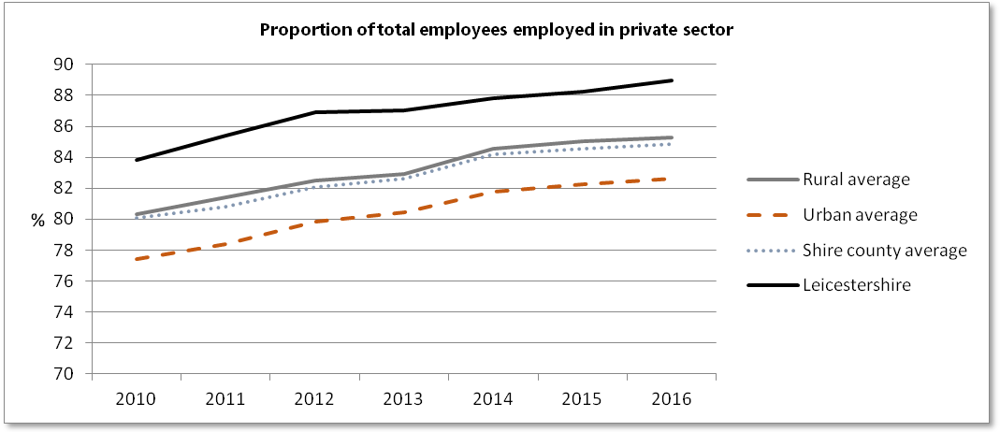 Proportion of total employees employed in private sector
90
88
86
84
82
80
78
76
74
72
70
%
2010 2011 2012 2013 2014 2015 2016
Rural average
Urban average
Shire county average
Leicestershire